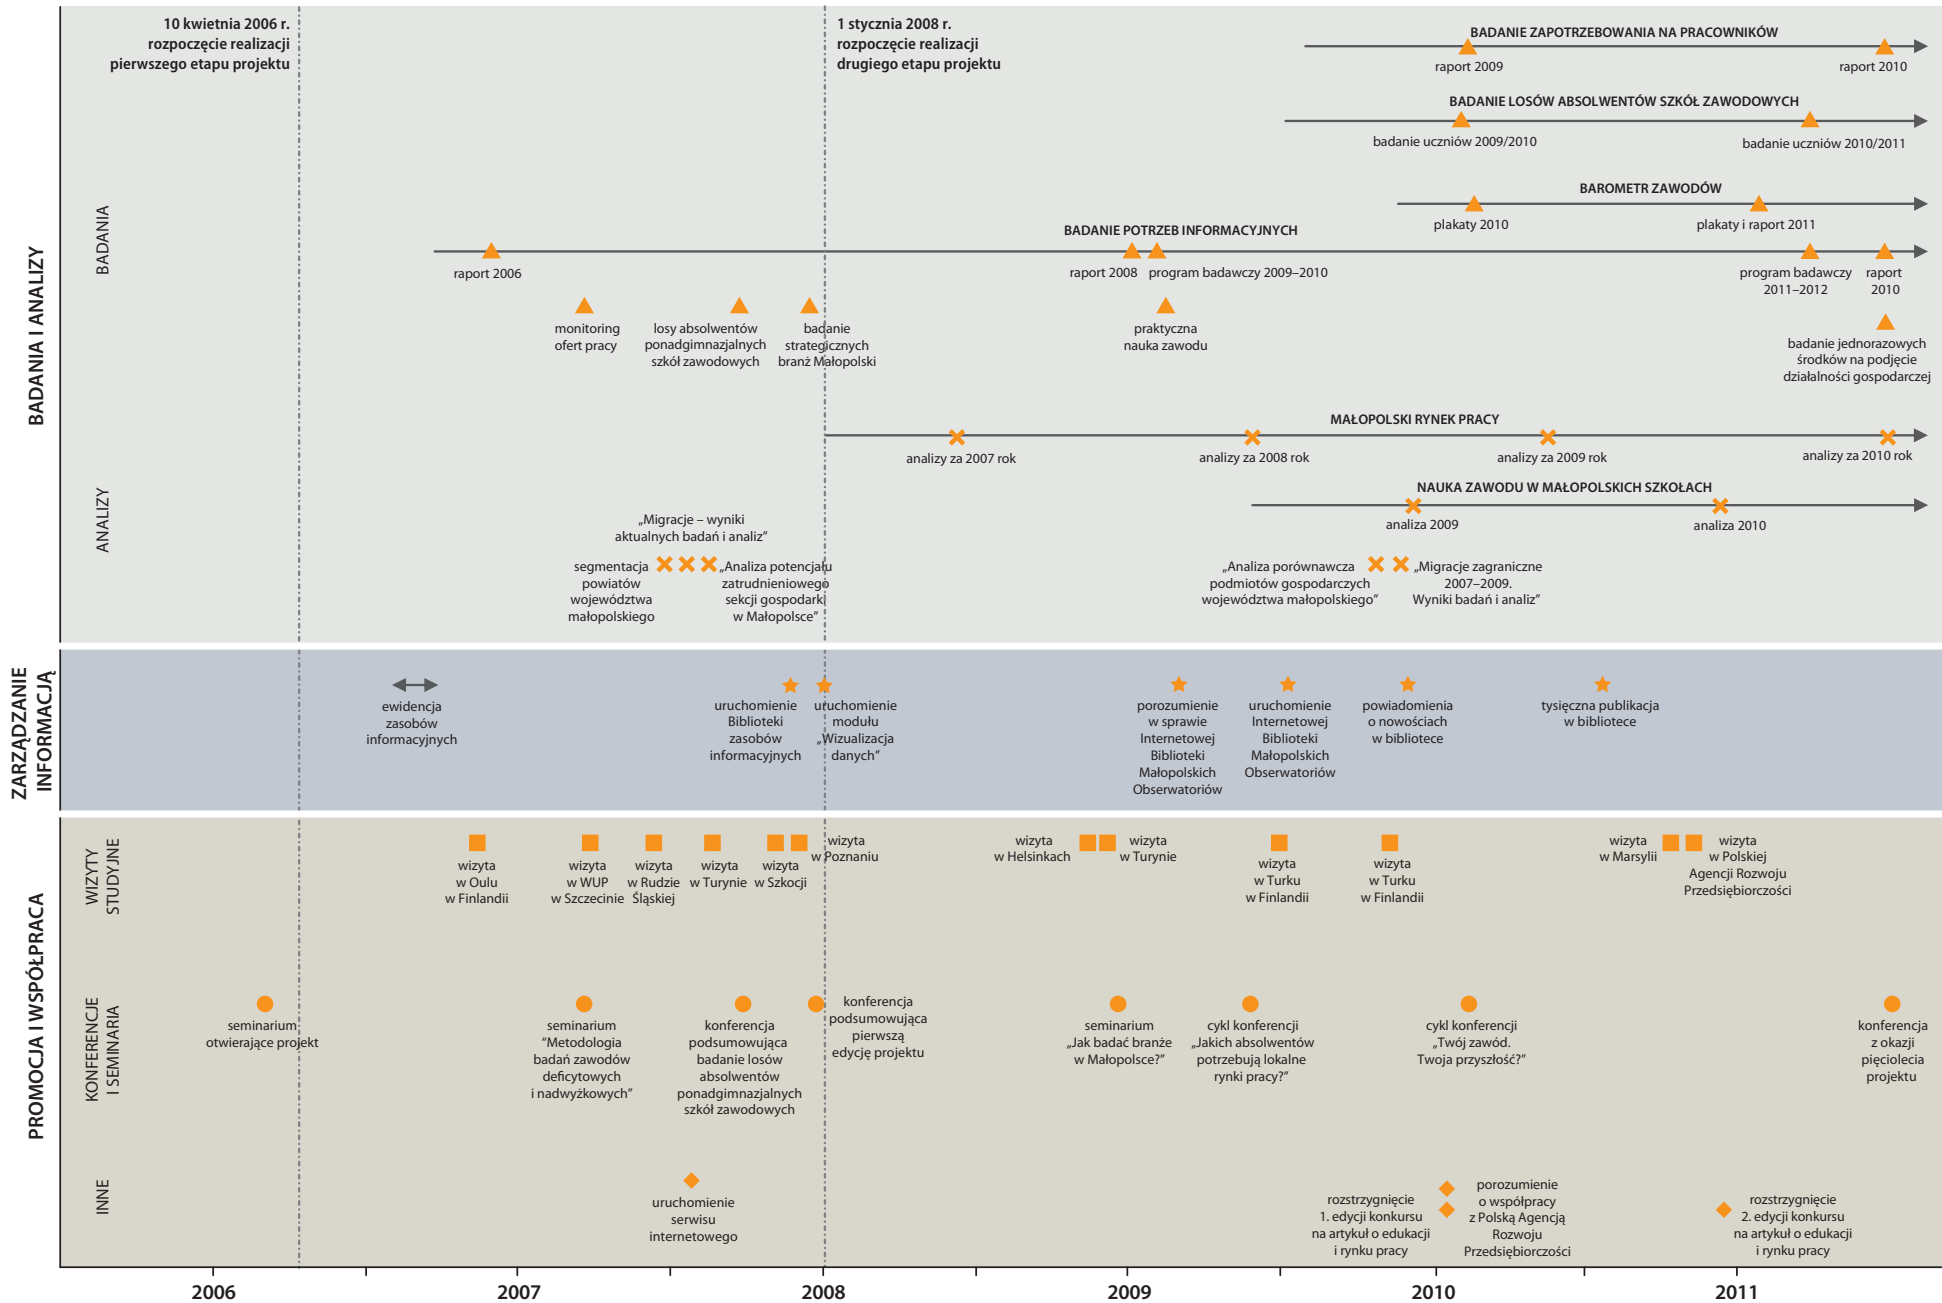 10 kwietnia 2006 r.
rozpoczęcie realizacji
pierwszego etapu projektu
1 stycznia 2008 r.
rozpoczęcie realizacji
drugiego etapu projektu
BADANIA I ANALIZY
BADANIA
BADANIE ZAPOTRZEBOWANIA NA PRACOWNIKÓW
raport 2009
raport 2010
BADANIE LOSÓW ABSOLWENTÓW SZKÓŁ ZAWODOWYCH
badanie uczniów 2009/2010
badanie uczniów 2010/2011
BAROMETR ZAWODÓW
plakaty 2010
plakaty i raport 2011
BADANIE POTRZEB INFORMACYJNYCH
raport 2006
raport 2008
program badawczy 2009–2010
program badawczy
2011–2012
raport
2010
monitoring
ofert pracy
losy absolwentów
ponadgimnazjalnych
szkół zawodowych
badanie
strategicznych
branż Małopolski
praktyczna
nauka zawodu
badanie jednorazowych
środków na podjęcie
działalności gospodarczej
ANALIZY
MAŁOPOLSKI RYNEK PRACY
analizy za 2007 rok
analizy za 2008 rok
analizy za 2009 rok
analizy za 2010 rok
NAUKA ZAWODU W MAŁOPOLSKICH SZKOŁACH
analiza 2009
analiza 2010
„Migracje – wyniki
aktualnych badań i analiz”
segmentacja
powiatów
województwa
małopolskiego
„Analiza potencjału
zatrudnieniowego
sekcji gospodarki
w Małopolsce”
„Analiza porównawcza
podmiotów gospodarczych
województwa małopolskiego”
„Migracje zagraniczne
2007–2009.
Wyniki badań i analiz”
ZARZĄDZANIE
INFORMACJĄ
ewidencja
zasobów
informacyjnych
uruchomienie
Biblioteki
zasobów
informacyjnych
uruchomienie
modułu
„Wizualizacja
danych”
porozumienie
w sprawie
Internetowej
Biblioteki
Małopolskich
Obserwatoriów
uruchomienie
Internetowej
Biblioteki
Małopolskich
Obserwatoriów
powiadomienia
o nowościach
w bibliotece
tysięczna publikacja
w bibliotece
PROMOCJA I WSPÓŁPRACA
WIZYTY
STUDYJNE
wizyta
w Oulu
w Finlandii
wizyta
w WUP
w Szczecinie
wizyta
w Rudzie
Śląskiej
wizyta
w Turynie
wizyta
w Szkocji
wizyta
w Poznaniu
wizyta
w Helsinkach
wizyta
w Turynie
wizyta
w Turku
w Finlandii
wizyta
w Turku
w Finlandii
wizyta
w Marsylii
wizyta
w Polskiej
Agencji Rozwoju
Przedsiębiorczości
KONFERENCJE
I SEMINARIA
seminarium
otwierające projekt
seminarium
"Metodologia
badań zawodów
deficytowych
i nadwyżkowych”
konferencja
podsumowująca
badanie losów
absolwentów
ponadgimnazjalnych
szkół zawodowych
konferencja
podsumowująca
pierwszą
edycję projektu
seminarium
„Jak badać branże
w Małopolsce?”
cykl konferencji
„Jakich absolwentów
potrzebują lokalne
rynki pracy?”
cykl konferencji
„Twój zawód.
Twoja przyszłość?”
konferencja
z okazji
pięciolecia
projektu
INNE
uruchomienie
serwisu
internetowego
rozstrzygnięcie
1. edycji konkursu
na artykuł o edukacji
i rynku pracy
porozumienie
o współpracy
z Polską Agencją
Rozwoju
Przedsiębiorczości
rozstrzygnięcie
2. edycji konkursu
na artykuł o edukacji
i rynku pracy
2006
2007
2008
2009
2010
2011